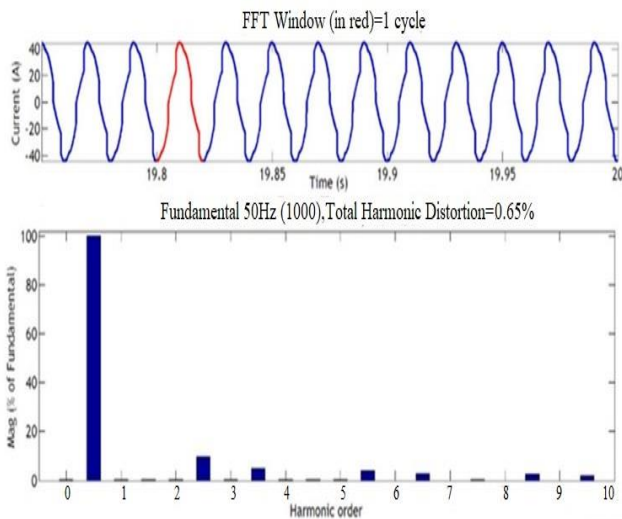 FFT Window (in red)=1 cycle
Current (A)
40
20
0
-20
-40
19.8 19.85 19.9 19.95 20
Time (s)
Fundamental 50Hz (1000),Total Harmonic Distortion=0.65%
Mag (% of Fundamental)
100
80
60
40
20
0
0 1 2 3 4 5 6 7 8 9 10
Harmonic order